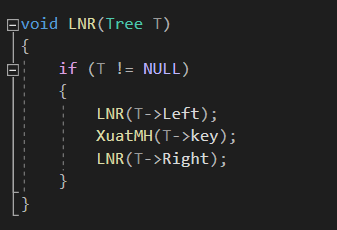 void LNR(Tree T)
{
    if (T != NULL)
    {
        LNR(T->Left);
        XuatMH(T->key);
        LNR(T->Right);
    }
}